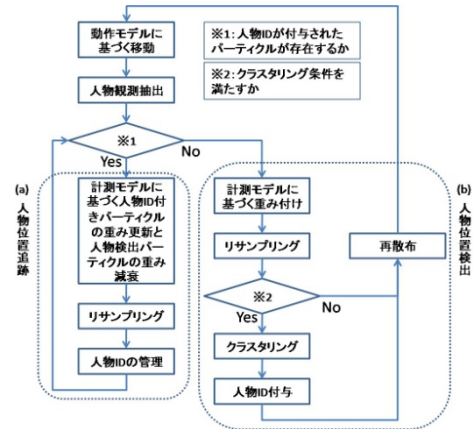 動作モデルに
基づく移動
※1:人物IDが付与された
パーティクルが存在するか
※2:クラスタリング条件を
満たすか
人物観測抽出
※1
Yes
No
(a)
人物位置追跡
計測モデルに
基づく人物ID付
きパーティクル
の重み更新と
人物検出パー
ティクルの重み
減衰
リサンプリング
人物IDの管理
計測モデルに
基づく重み付け
リサンプリング
※2
Yes
No
クラスタリング
人物ID付与
再散布
(b)
人物位置検出